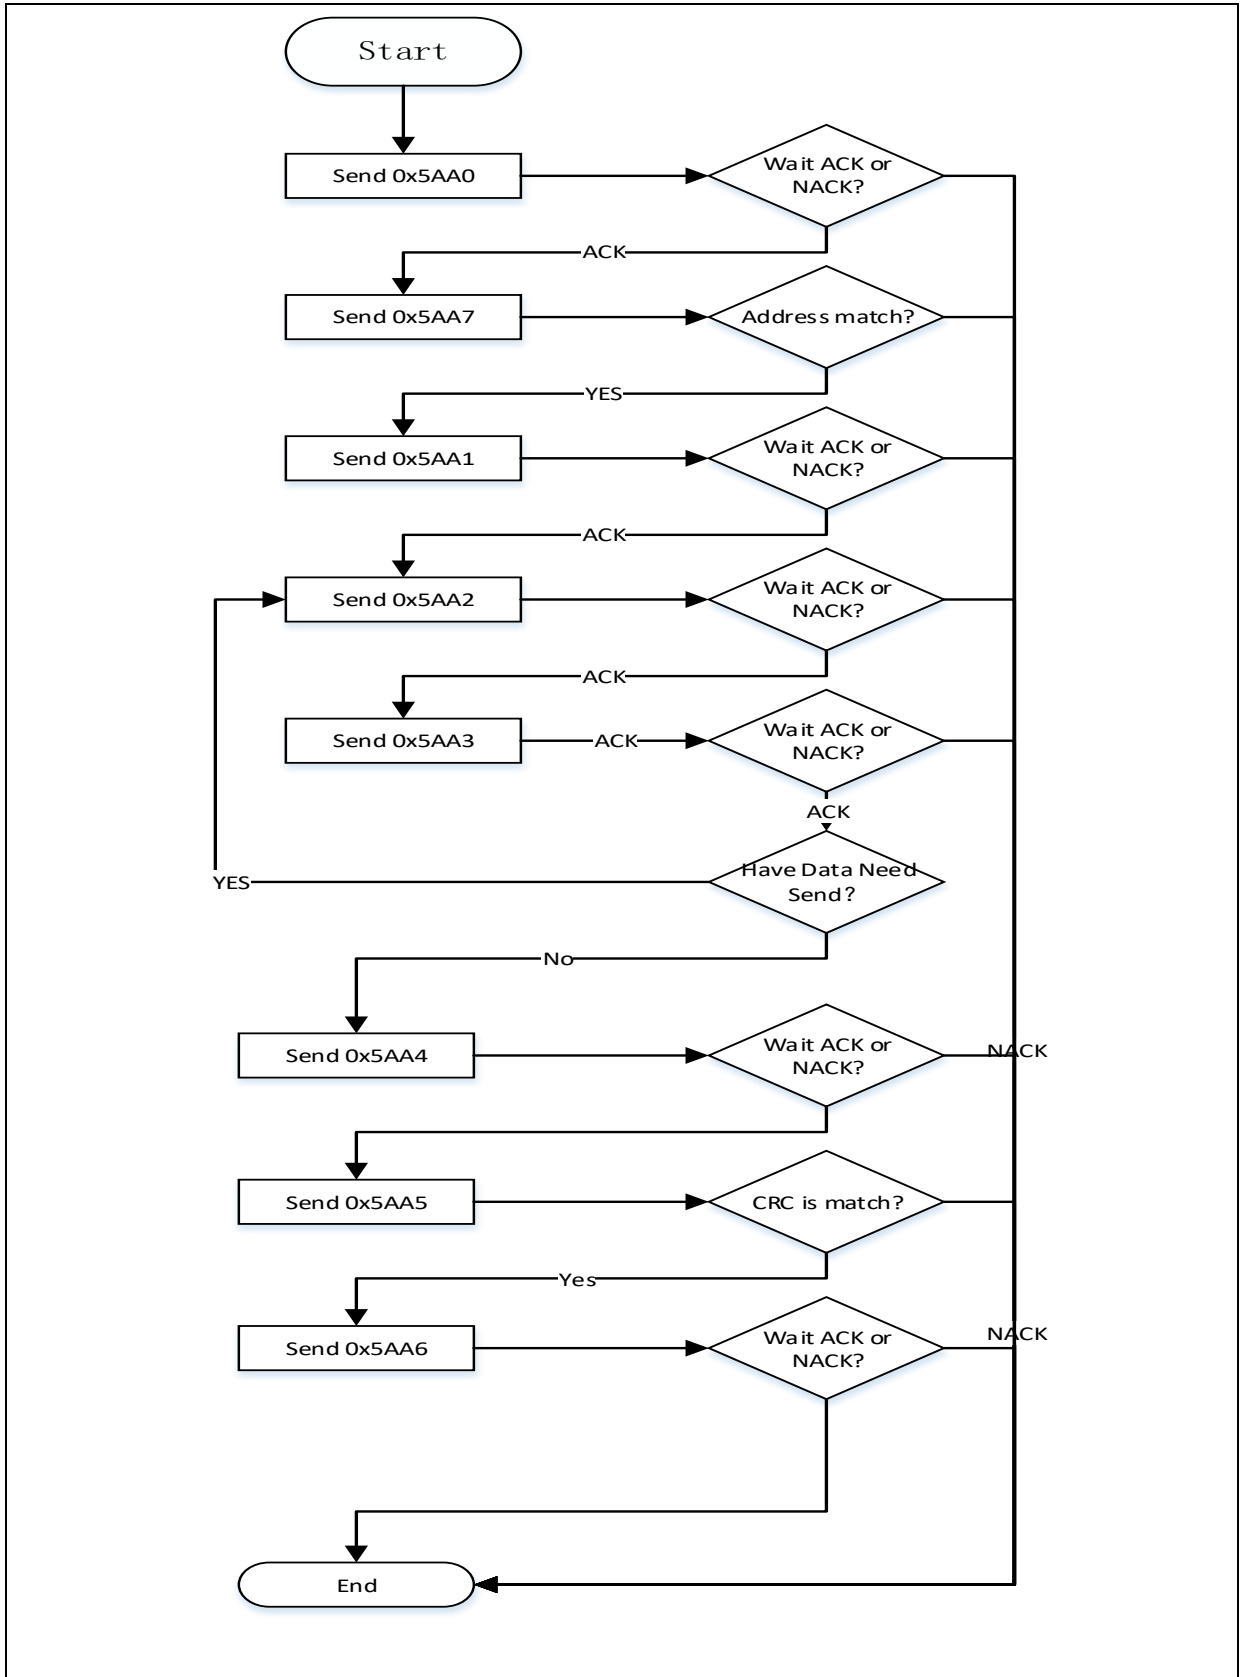 Start
Send 0x5AA0
Wait ACK or
NACK?
ACK
Send 0x5AA7
Address match?
YES
Send 0x5AA1
Wait ACK or
NACK?
ACK
Send 0x5AA2
Wait ACK or
NACK?
ACK
Send 0x5AA3
ACK
Wait ACK or
NACK?
ACK
Have Data Need
Send?
YES
No
Send 0x5AA4
Wait ACK or
NACK?
NACK
Send 0x5AA5
CRC is match?
Yes
Send 0x5AA6
Wait ACK or
NACK?
NACK
End